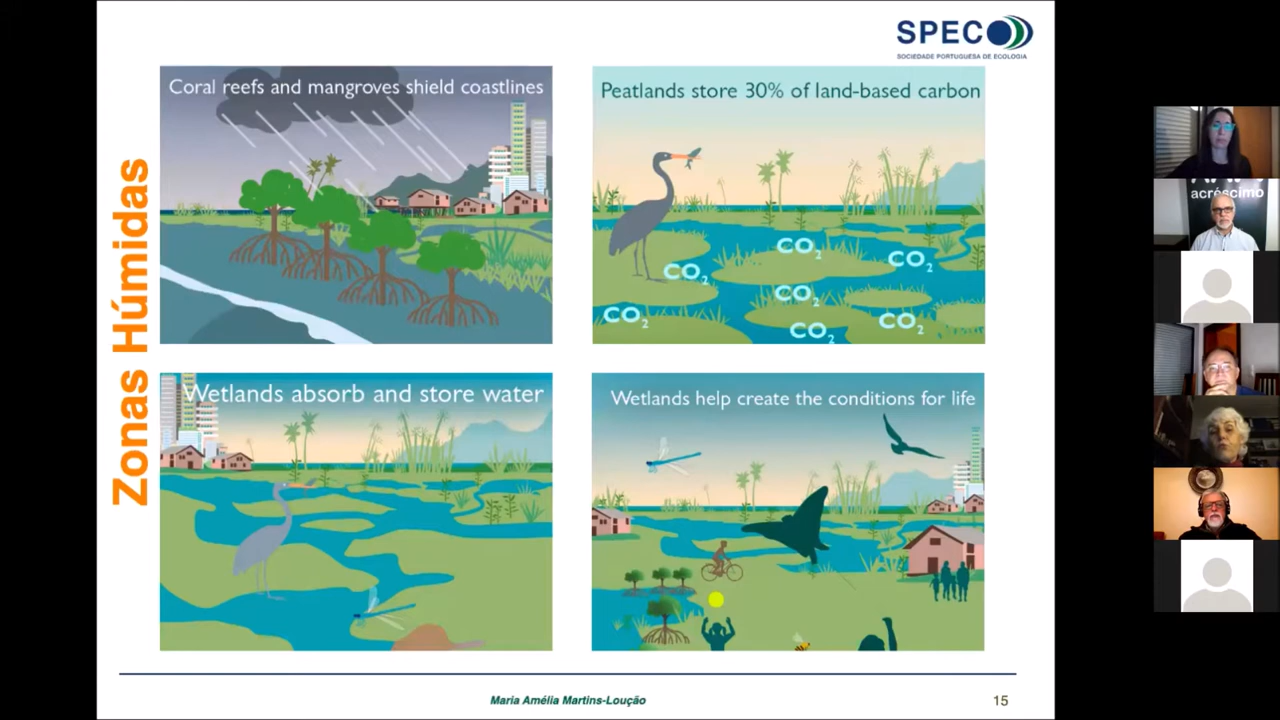 SPECO
SOCIEDADE PORTUGUESA DE ECOLOGIA
Zonas Húmidas
Coral reefs and mangroves shield coastlines
Peatlands store 30% of land-based carbon
CO₂
CO₂
CO₂
CO₂
CO₂
CO₂
CO₂
Wetlands absorb and store water
Wetlands help create the conditions for life
Maria Amélia Martins-Loução
15
acréscimo